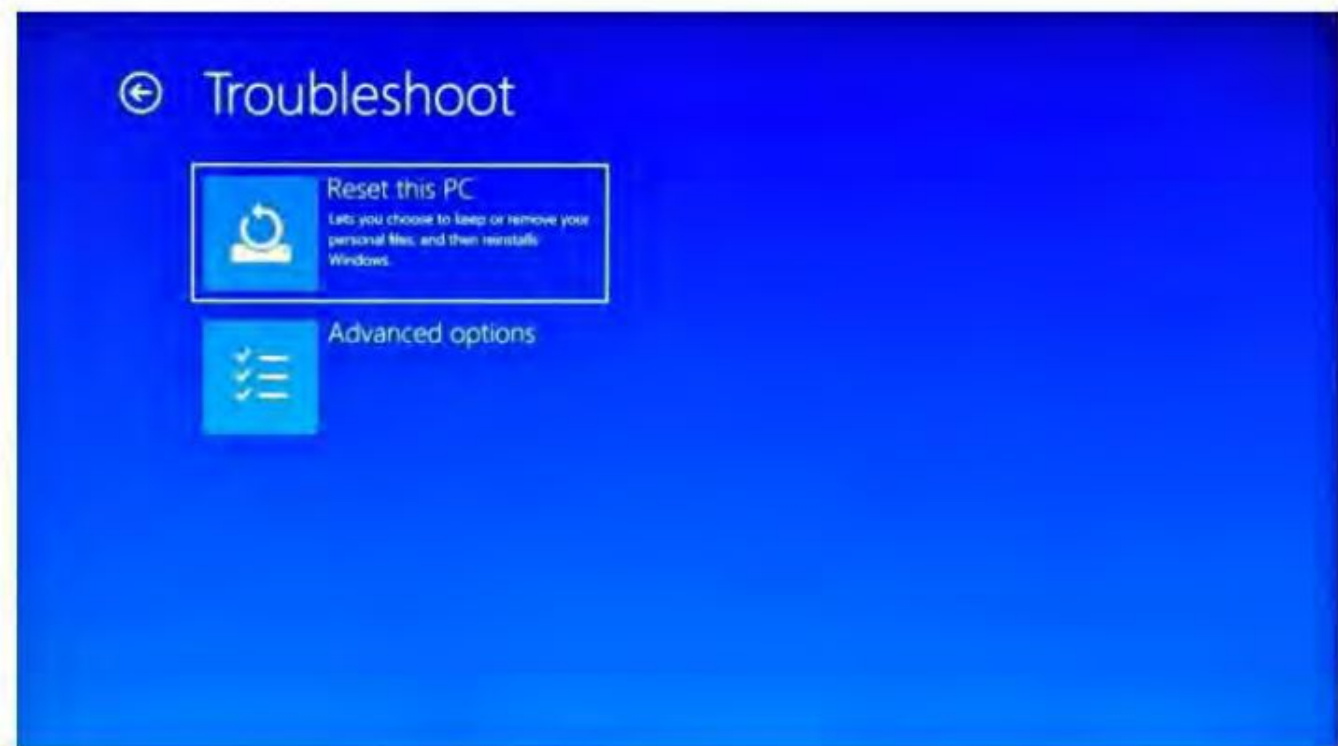 Troubleshoot
Reset this PC
Lets you choose to keep or remove your
personal files, and then reinstalls
Windows.
Advanced options